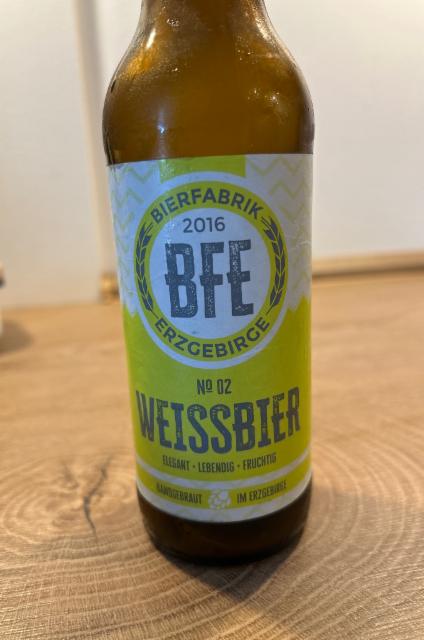 BIERFABRIK
2016
BFE
ERZGEBIRGE
№ 02
WEISSBIER
ELEGANT • LEBENDIG • FRUCHTIG
HANDGEBRAUT IM ERZGEBIRGE